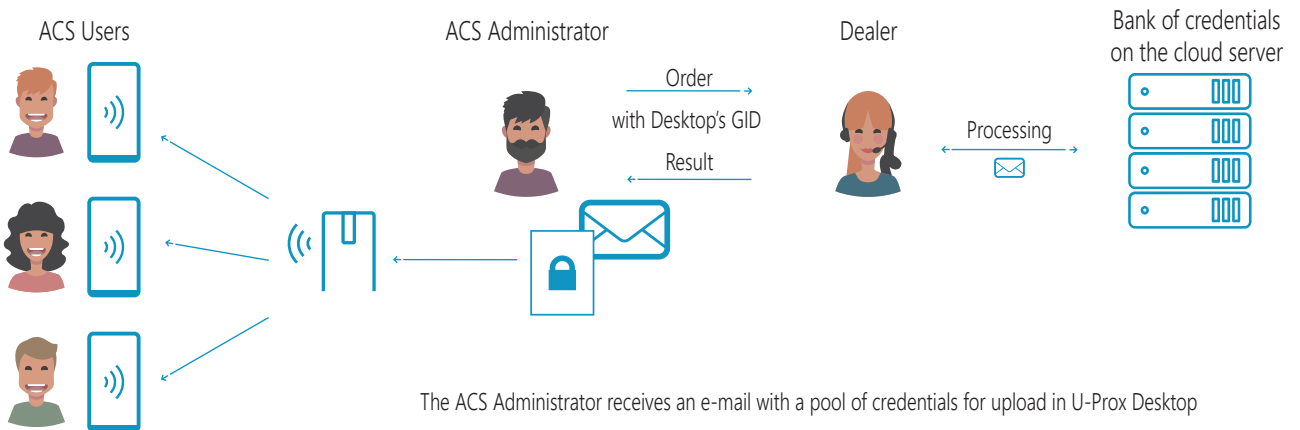 ACS Users
ACS Administrator
Dealer
Bank of credentials
on the cloud server
Order
with Desktop's GID
Result
Processing
The ACS Administrator receives an e-mail with a pool of credentials for upload in U-Prox Desktop